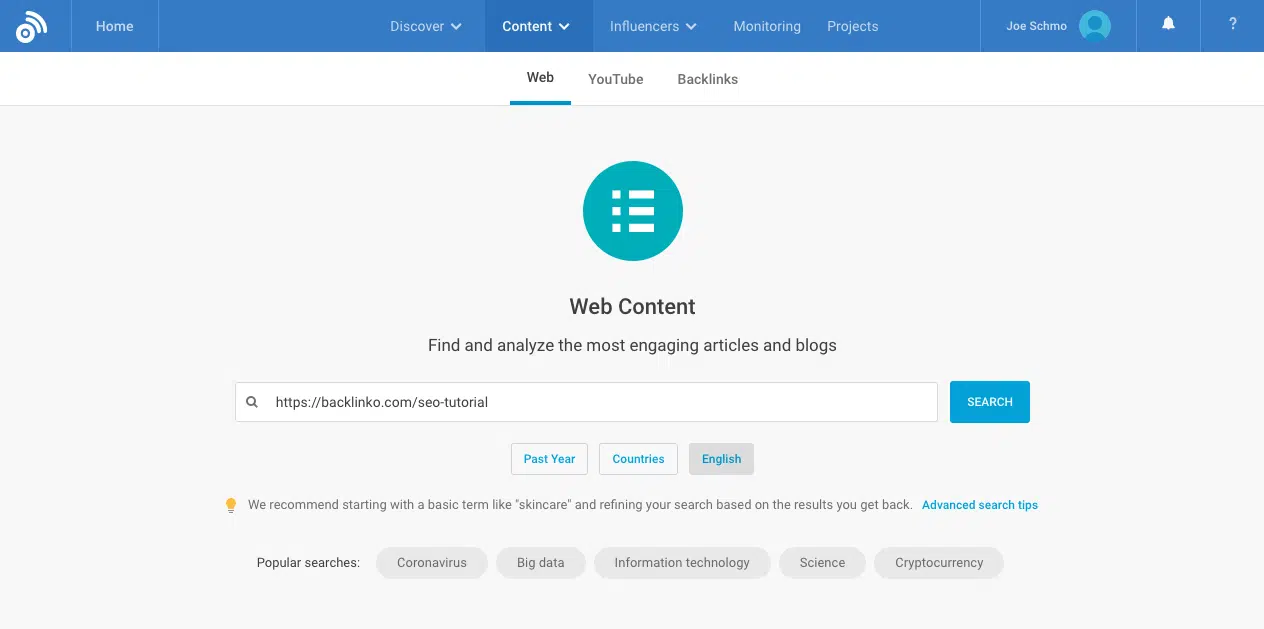 Home Discover Content Influencers Monitoring Projects Joe Schmo ?
Web YouTube Backlinks
Web Content
Find and analyze the most engaging articles and blogs
https://backlinko.com/seo-tutorial SEARCH
Past Year Countries English
We recommend starting with a basic term like "skincare" and refining your search based on the results you get back. Advanced search tips
Popular searches: Coronavirus Big data Information technology Science Cryptocurrency